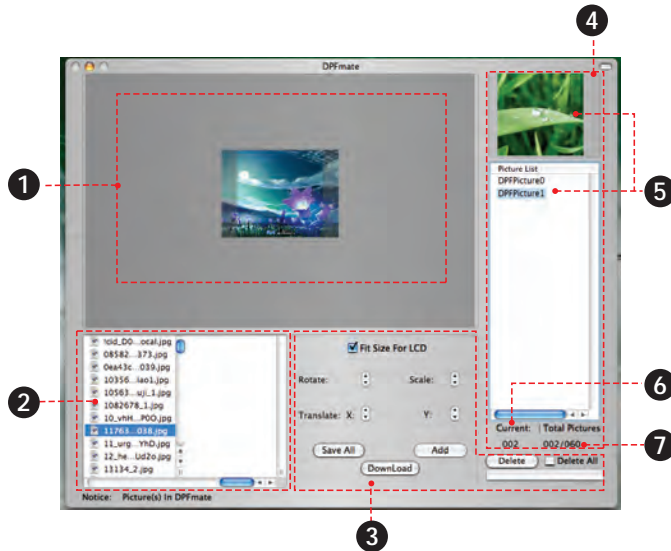 4
DPFmate
1
5
Picture List
DPFPicture0
DPFPicture1
!cid_D0...ocal.jpg
08582...373.jpg
0ea43c...039.jpg
10356...lao1.jpg
10563...uji_1.jpg
1082678_1.jpg
10_vhH...P0O.jpg
11763...038.jpg
11_urg...YhD.jpg
12_he...Ud2o.jpg
13134_2.jpg
2
Fit Size For LCD
Rotate: Scale:
Translate: X: Y:
Save All Add
DownLoad
6
Current: Total Pictures
002 002/060
7
Delete Delete All
Notice: Picture(s) In DPFmate
3